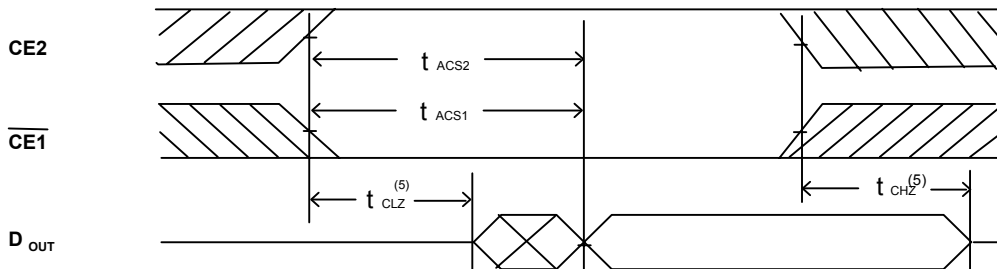 CE2
t ACS2
t ACS1
CE1
t CLZ (5)
t CHZ (5)
D OUT